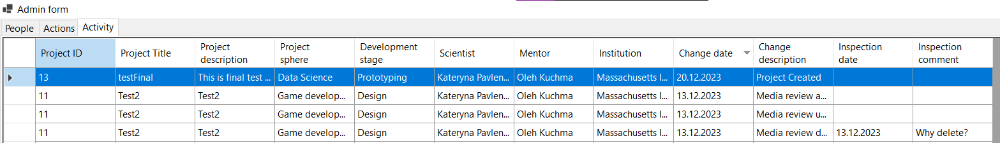 Admin form
People Actions Activity
Project ID Project Title Project description Project sphere Development stage Scientist Mentor Institution Change date Change description Inspection date Inspection comment
13 testFinal This is final test ... Data Science Prototyping Kateryna Pavlen... Oleh Kuchma Massachusetts I... 20.12.2023 Project Created
11 Test2 Test2 Game develop... Design Kateryna Pavlen... Oleh Kuchma Massachusetts I... 13.12.2023 Media review a...
11 Test2 Test2 Game develop... Design Kateryna Pavlen... Oleh Kuchma Massachusetts I... 13.12.2023 Media review u...
11 Test2 Test2 Game develop... Design Kateryna Pavlen... Oleh Kuchma Massachusetts I... 13.12.2023 Media review d... 13.12.2023 Why delete?